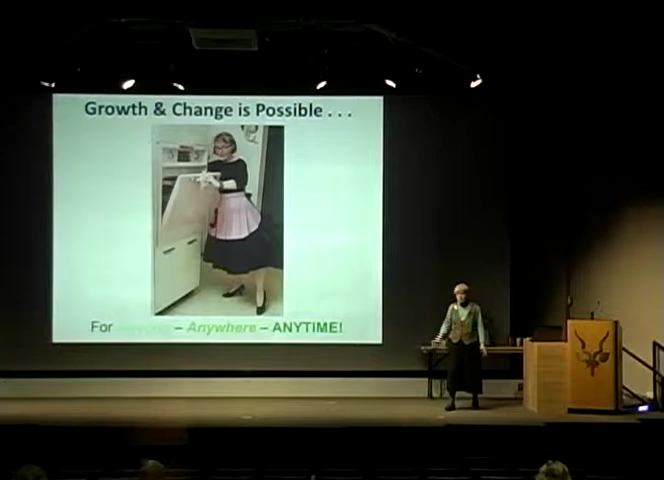 Growth & Change is Possible . . .
For – Anywhere – ANYTIME!